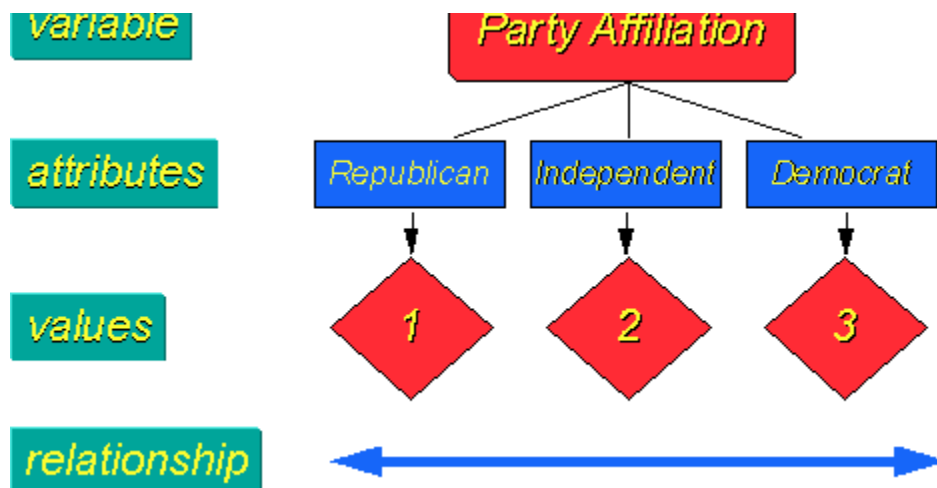 variable
Party Affiliation
attributes
Republican
Independent
Democrat
values
1
2
3
relationship